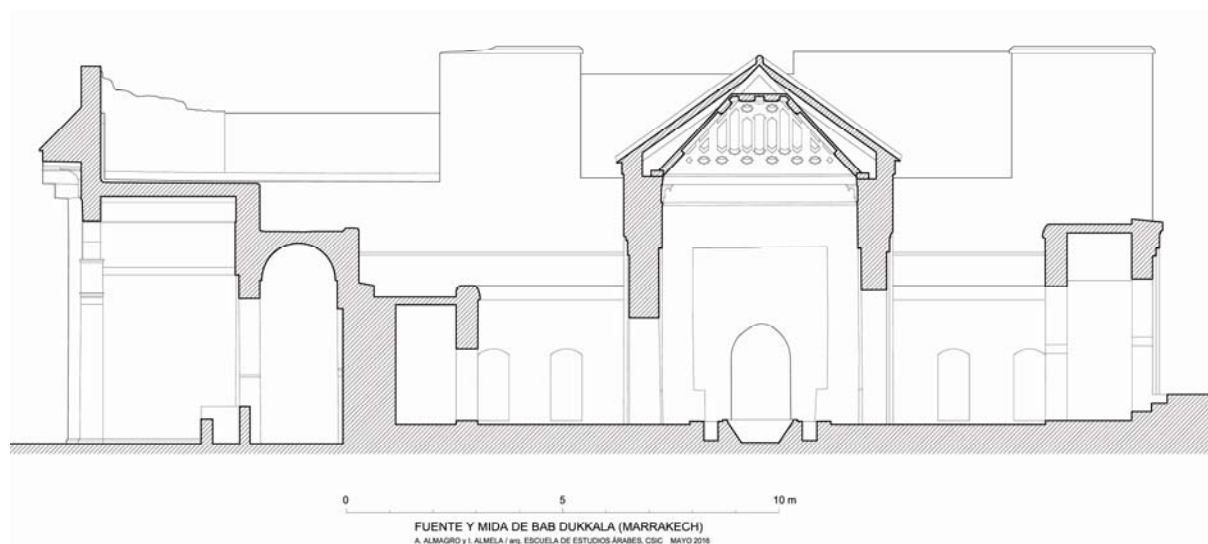 0 5 10 m
FUENTE Y MIDA DE BAB DUKKALA (MARRAKECH)
A. ALMAGRO y I. ALMELA / arq. ESCUELA DE ESTUDIOS ÁRABES, CSIC MAYO 2016